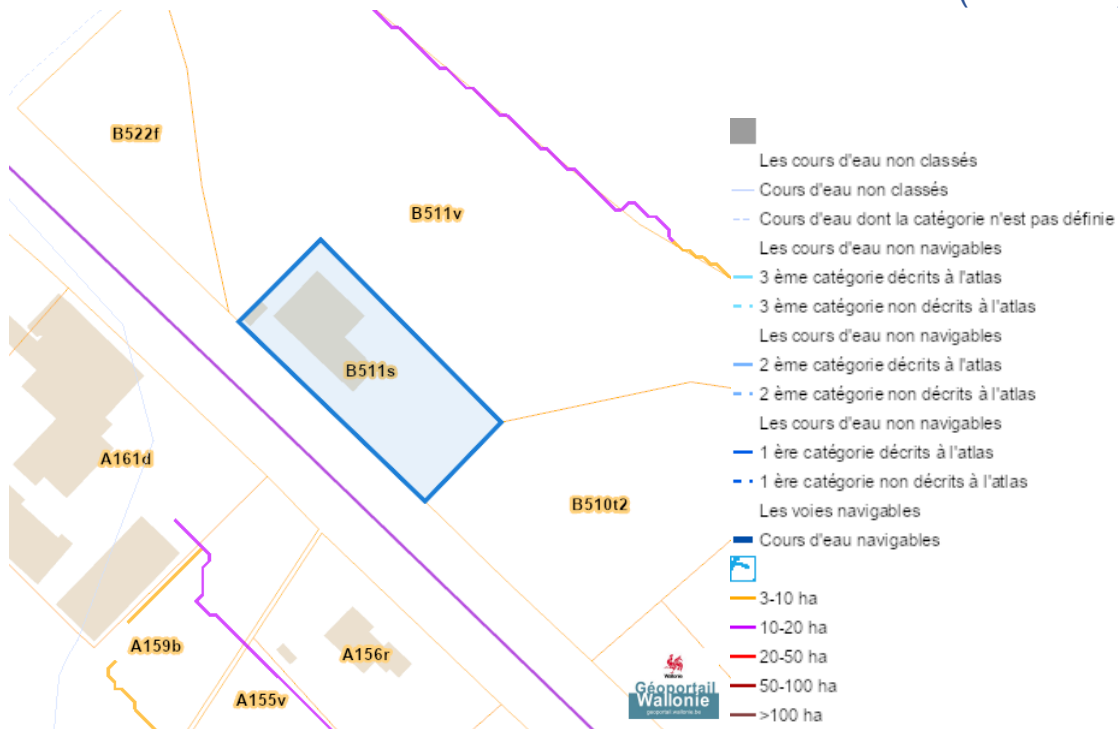 B522f
B511v
B511s
A161d
B510t2
A159b
A156r
A155v
Wallonie
Géoportail
Wallonie
geoportail.wallonie.be
Les cours d'eau non classés
Cours d'eau non classés
Cours d'eau dont la catégorie n'est pas définie
Les cours d'eau non navigables
3 ème catégorie décrits à l'atlas
3 ème catégorie non décrits à l'atlas
Les cours d'eau non navigables
2 ème catégorie décrits à l'atlas
2 ème catégorie non décrits à l'atlas
Les cours d'eau non navigables
1 ère catégorie décrits à l'atlas
1 ère catégorie non décrits à l'atlas
Les voies navigables
Cours d'eau navigables
3-10 ha
10-20 ha
20-50 ha
50-100 ha
>100 ha